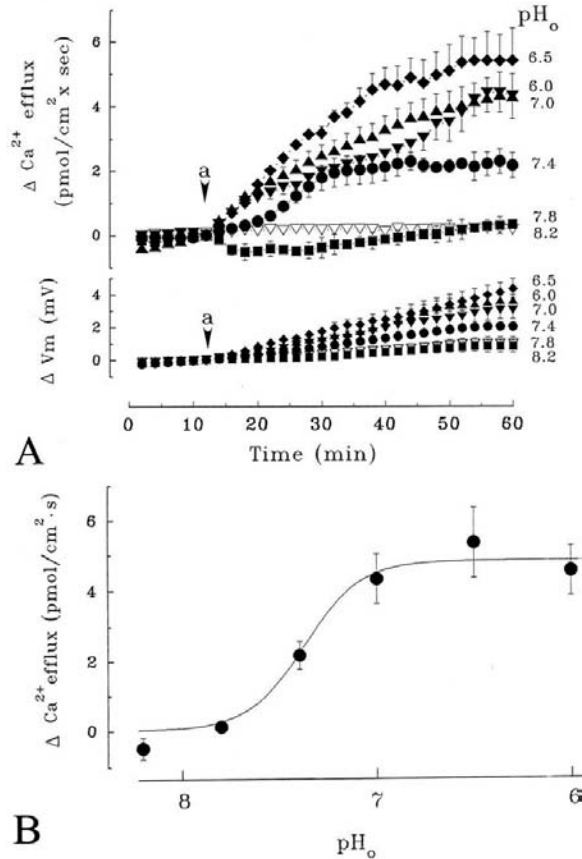 pHₒ
6
4
2
0
Δ Ca²⁺ efflux
(pmol/cm² x sec)
a
6.5
6.0
7.0
7.4
7.8
8.2
4
2
0
Δ Vm (mV)
a
6.5
6.0
7.0
7.4
7.8
8.2
0 10 20 30 40 50 60
Time (min)
A
6
4
2
0
Δ Ca²⁺efflux (pmol/cm²·s)
8 7 6
pHₒ
B